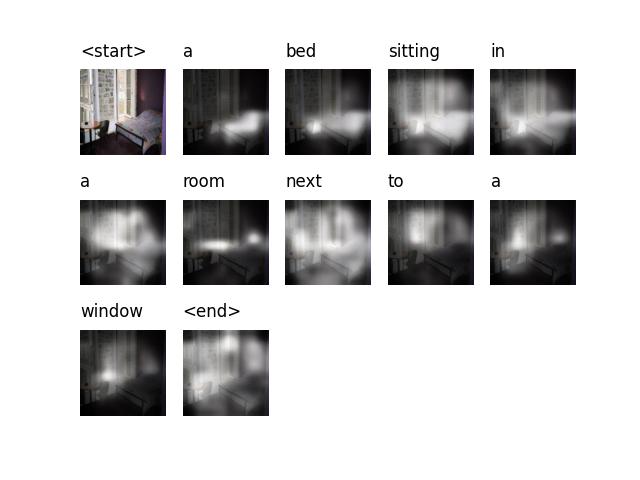 <start> a bed sitting in
a room next to a
window <end>